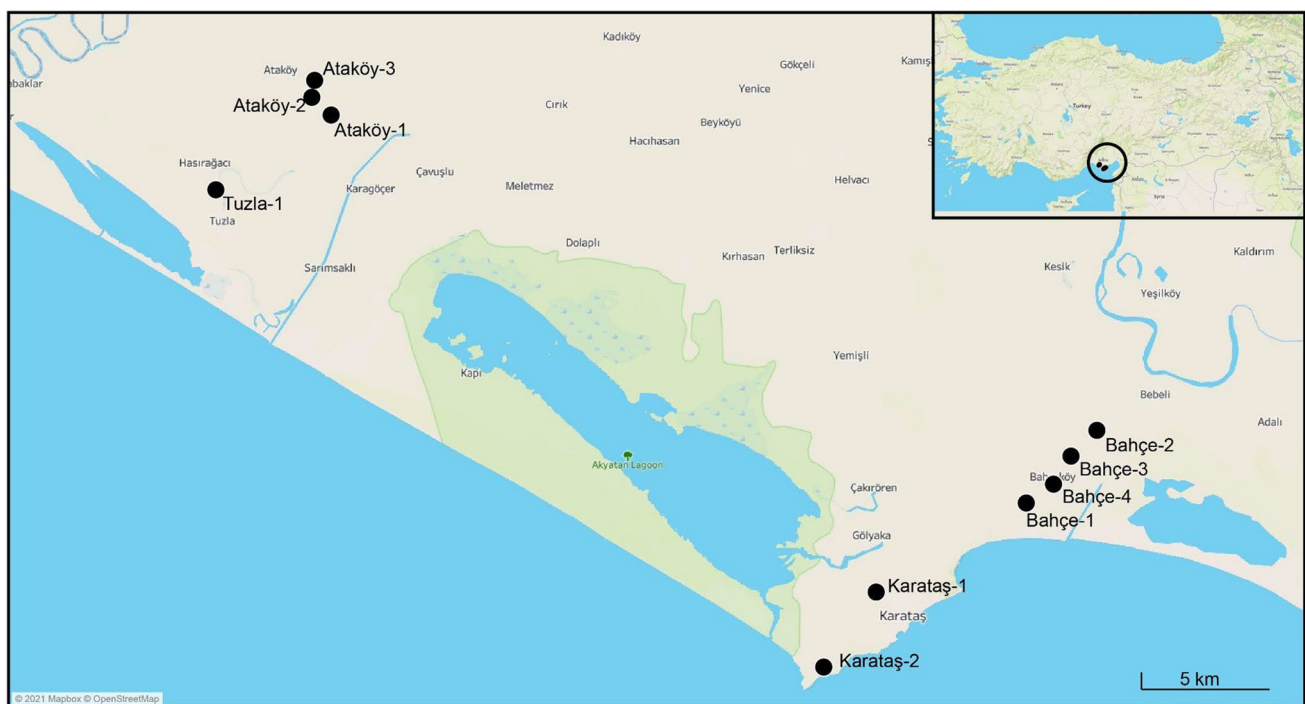 Kadıköy
Ataköy
Ataköy-3
Gökçeli
Yenice
Ataköy-2
Cırık
Ataköy-1
Beyköyü
Hacıhasan
Hasırağacı
Çavuşlu
Karagöçer
Meletmez
Helvacı
Tuzla-1
Tuzla
Dolaplı
Kırhasan
Terliksiz
Sarımsaklı
Kaldırım
Kesik
Yeşilköy
Turkey
Syria
Yemişli
Kapı
Bebeli
Adalı
Bahçe-2
Akyatan Lagoon
Bahçe-3
Çakırören
Bahçe-4
Bahçe-1
Gölyaka
Karataş-1
Karataş
Karataş-2
5 km
© 2021 Mapbox © OpenStreetMap